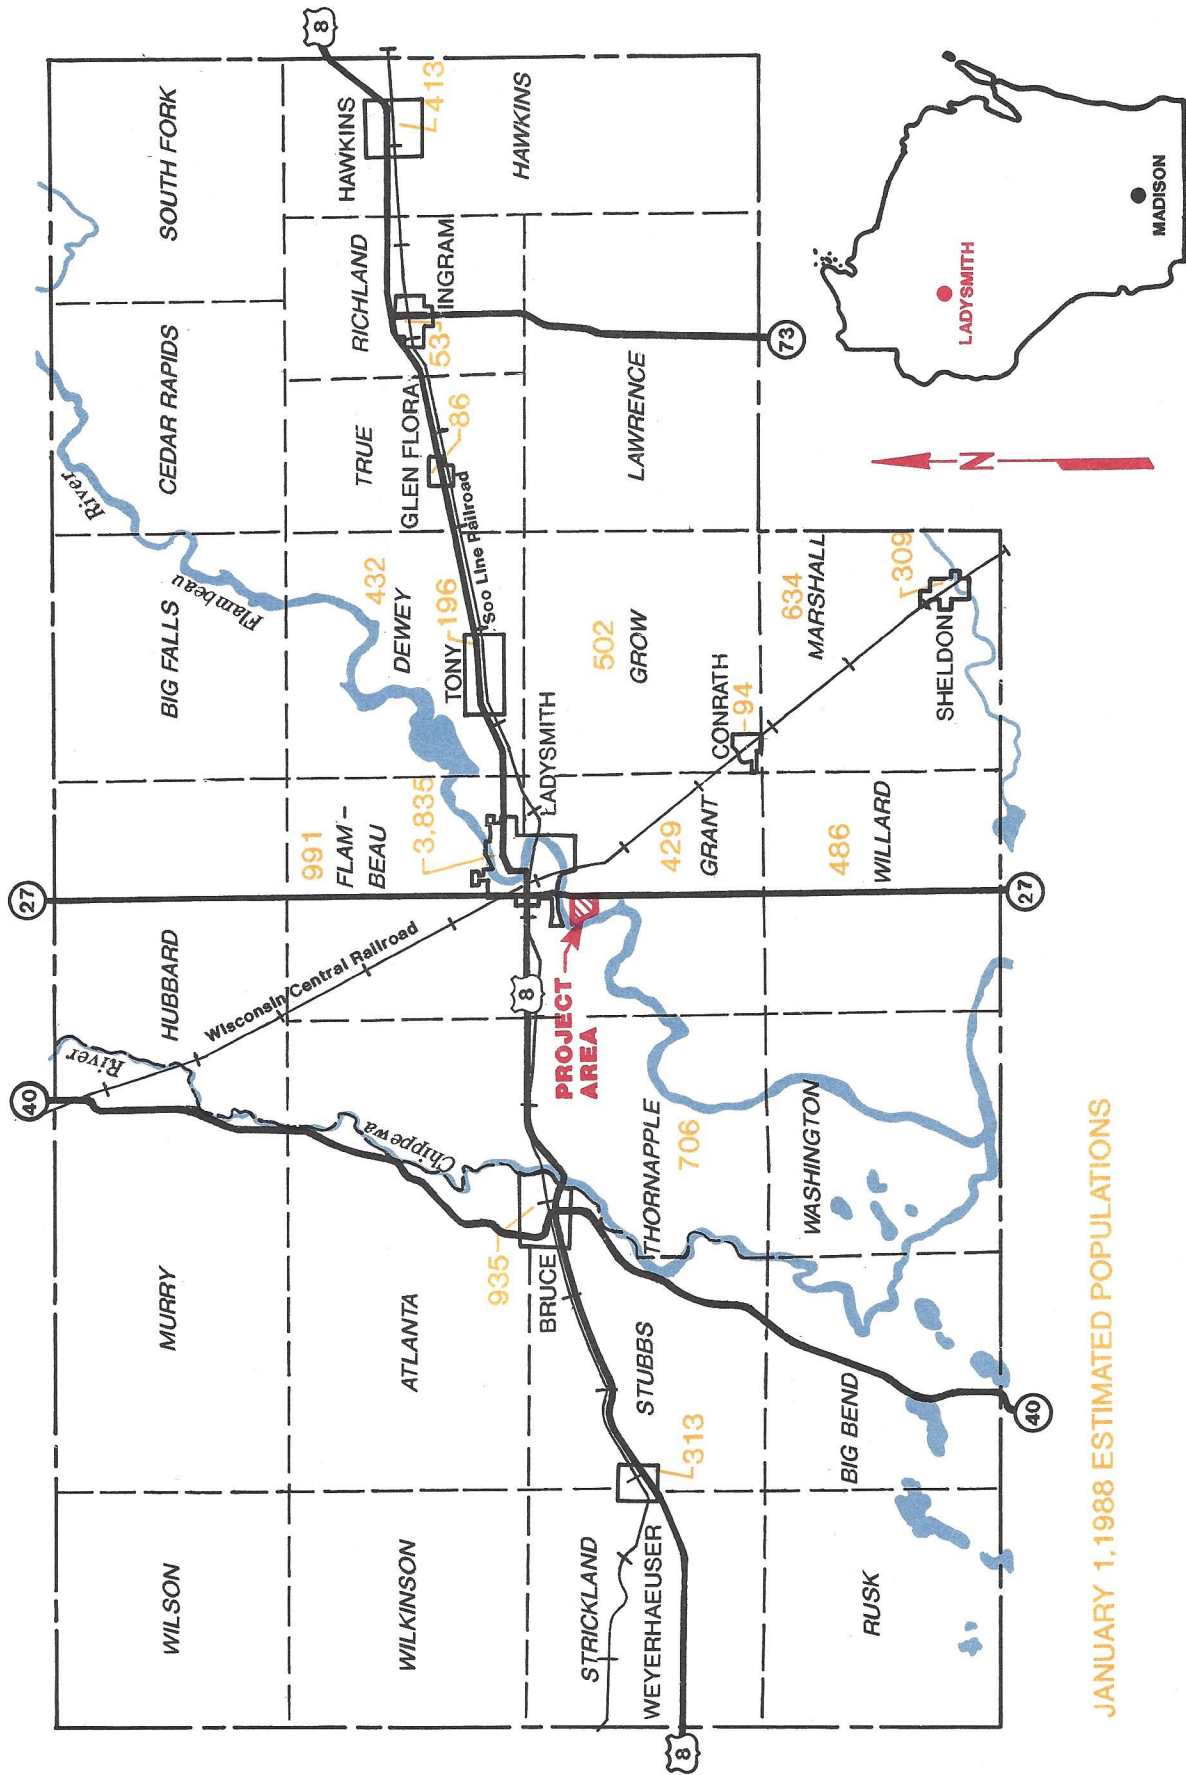 40
27
8
WILSON
MURRY
River
HUBBARD
BIG FALLS
River
CEDAR RAPIDS
SOUTH FORK
Flambeau
Wisconsin Central Railroad
WILKINSON
ATLANTA
Chippewa
991
FLAM-
BEAU
3,835
432
DEWEY
TRUE
RICHLAND
HAWKINS
413
GLEN FLORA
86
53
INGRAM
TONY
196
Soo Line Railroad
935
BRUCE
8
LADYSMITH
HAWKINS
PROJECT
AREA
STRICKLAND
WEYERHAEUSER
313
STUBBS
THORNAPPLE
706
429
GRANT
502
GROW
LAWRENCE
8
CONRATH
94
73
RUSK
BIG BEND
WASHINGTON
486
WILLARD
634
MARSHALL
309
SHELDON
40
27
N
LADYSMITH
MADISON
JANUARY 1, 1988 ESTIMATED POPULATIONS